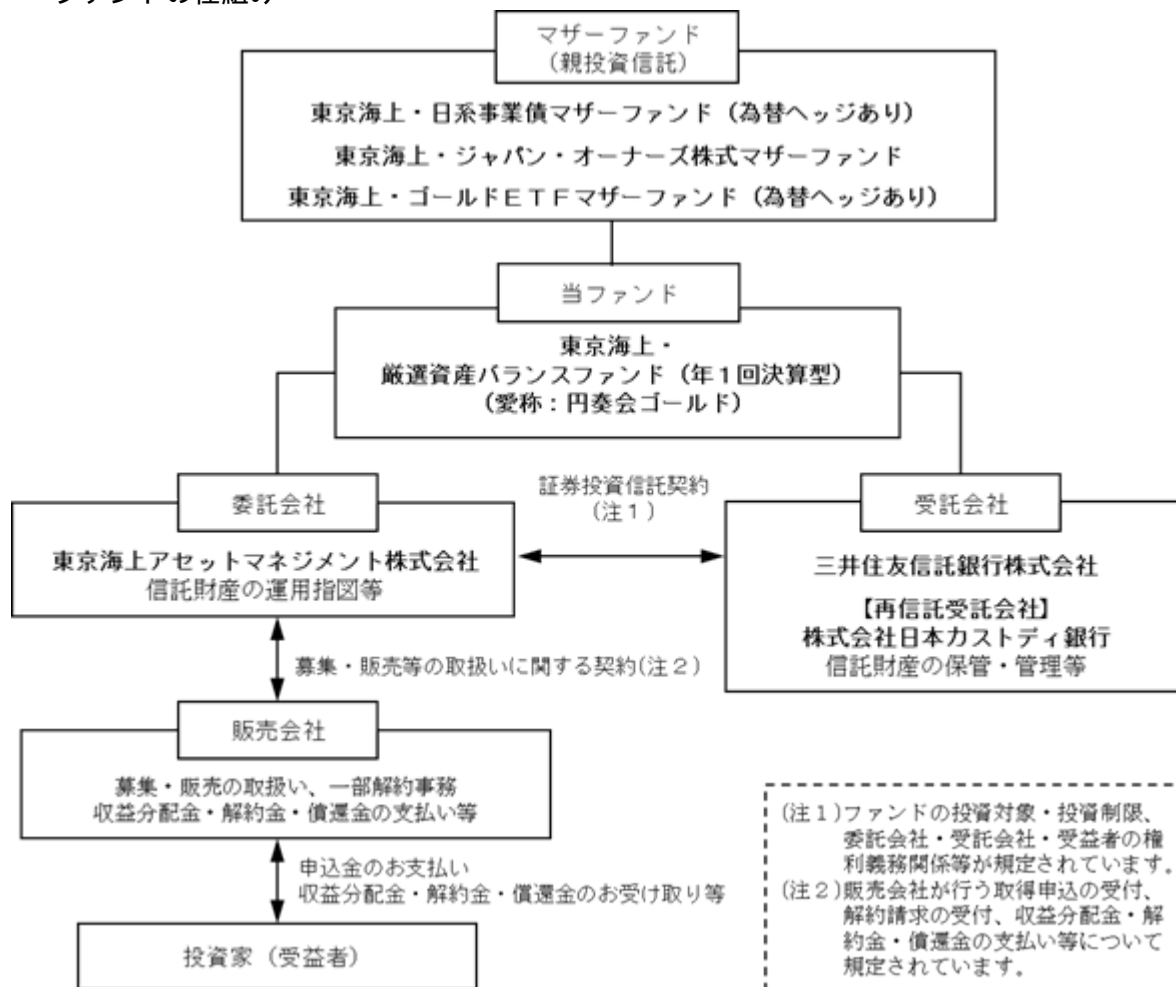 ファンドの仕組み
マザーファンド
(親投資信託)
東京海上・日系事業債マザーファンド（為替ヘッジあり）
東京海上・ジャパン・オーナーズ株式マザーファンド
東京海上・ゴールドＥＴＦマザーファンド（為替ヘッジあり）
当ファンド
東京海上・
厳選資産バランスファンド（年１回決算型）
（愛称：円奏会ゴールド）
委託会社
東京海上アセットマネジメント株式会社
信託財産の運用指図等
証券投資信託契約
(注１)
受託会社
三井住友信託銀行株式会社
【再信託受託会社】
株式会社日本カストディ銀行
信託財産の保管・管理等
募集・販売等の取扱いに関する契約(注２)
販売会社
募集・販売の取扱い、一部解約事務
収益分配金・解約金・償還金の支払い等
申込金のお支払い
収益分配金・解約金・償還金のお受け取り等
投資家（受益者）
(注１)ファンドの投資対象・投資制限、
委託会社・受託会社・受益者の権
利義務関係等が規定されています。
(注２)販売会社が行う取得申込の受付、
解約請求の受付、収益分配金・解
約金・償還金の支払い等について
規定されています。